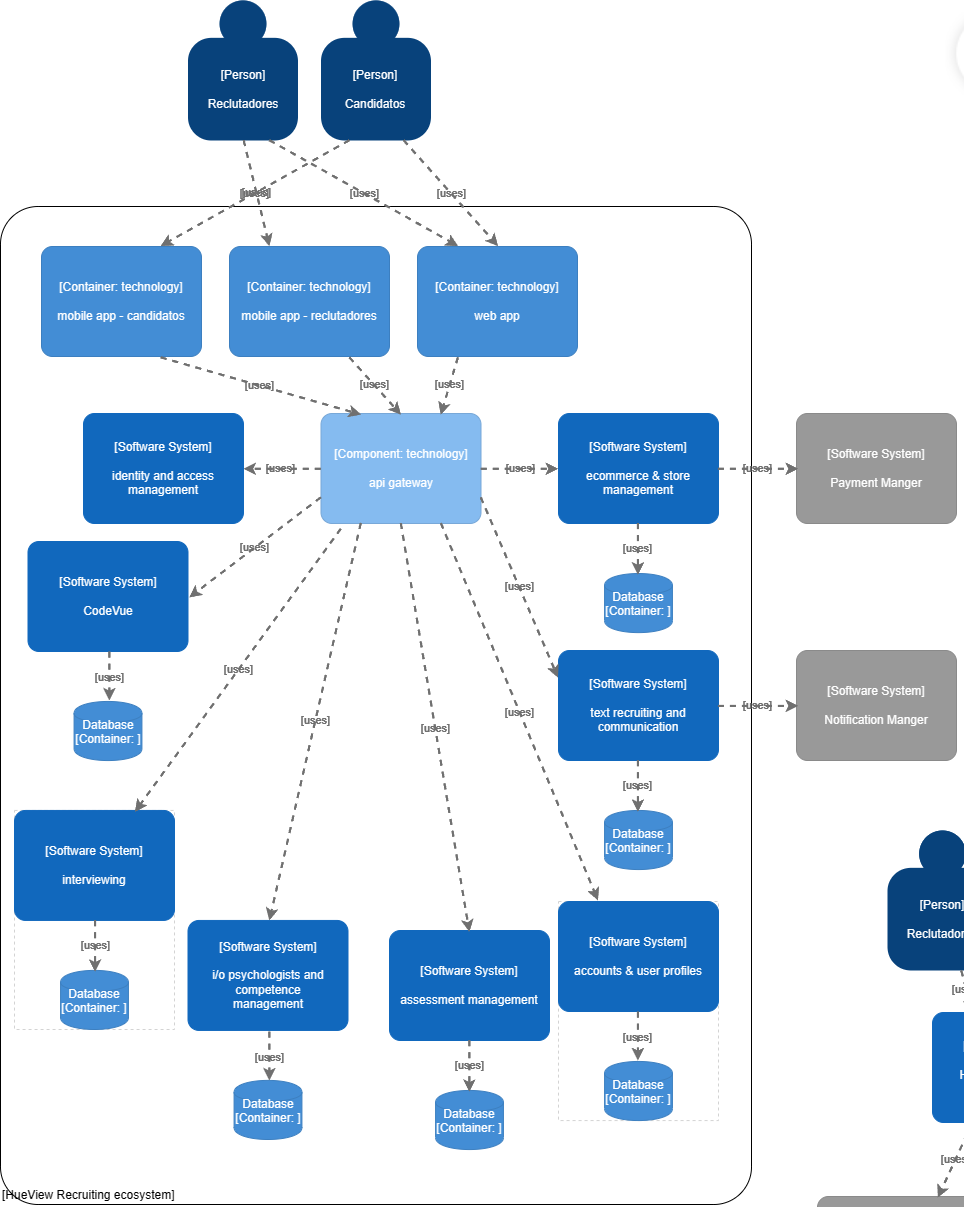 [Person]
Reclutadores
[Person]
Candidatos
[uses]
[uses]
[uses]
[uses]
[Container: technology]
mobile app - candidatos
[Container: technology]
mobile app - reclutadores
[Container: technology]
web app
[uses]
[uses]
[uses]
[Software System]
identity and access
management
[uses]
[Component: technology]
api gateway
[uses]
[Software System]
ecommerce & store
management
[uses]
[Software System]
Payment Manger
[uses]
[uses]
Database
[Container: ]
[Software System]
CodeVue
[uses]
Database
[Container: ]
[uses]
[uses]
[uses]
[uses]
[uses]
[Software System]
text recruiting and
communication
[uses]
[Software System]
Notification Manger
[uses]
Database
[Container: ]
[Software System]
interviewing
[uses]
Database
[Container: ]
[Software System]
i/o psychologists and
competence
management
[uses]
Database
[Container: ]
[Software System]
assessment management
[uses]
Database
[Container: ]
[Software System]
accounts & user profiles
[uses]
Database
[Container: ]
[Person]
Reclutador
[us
H
[uses
[HueView Recruiting ecosystem]